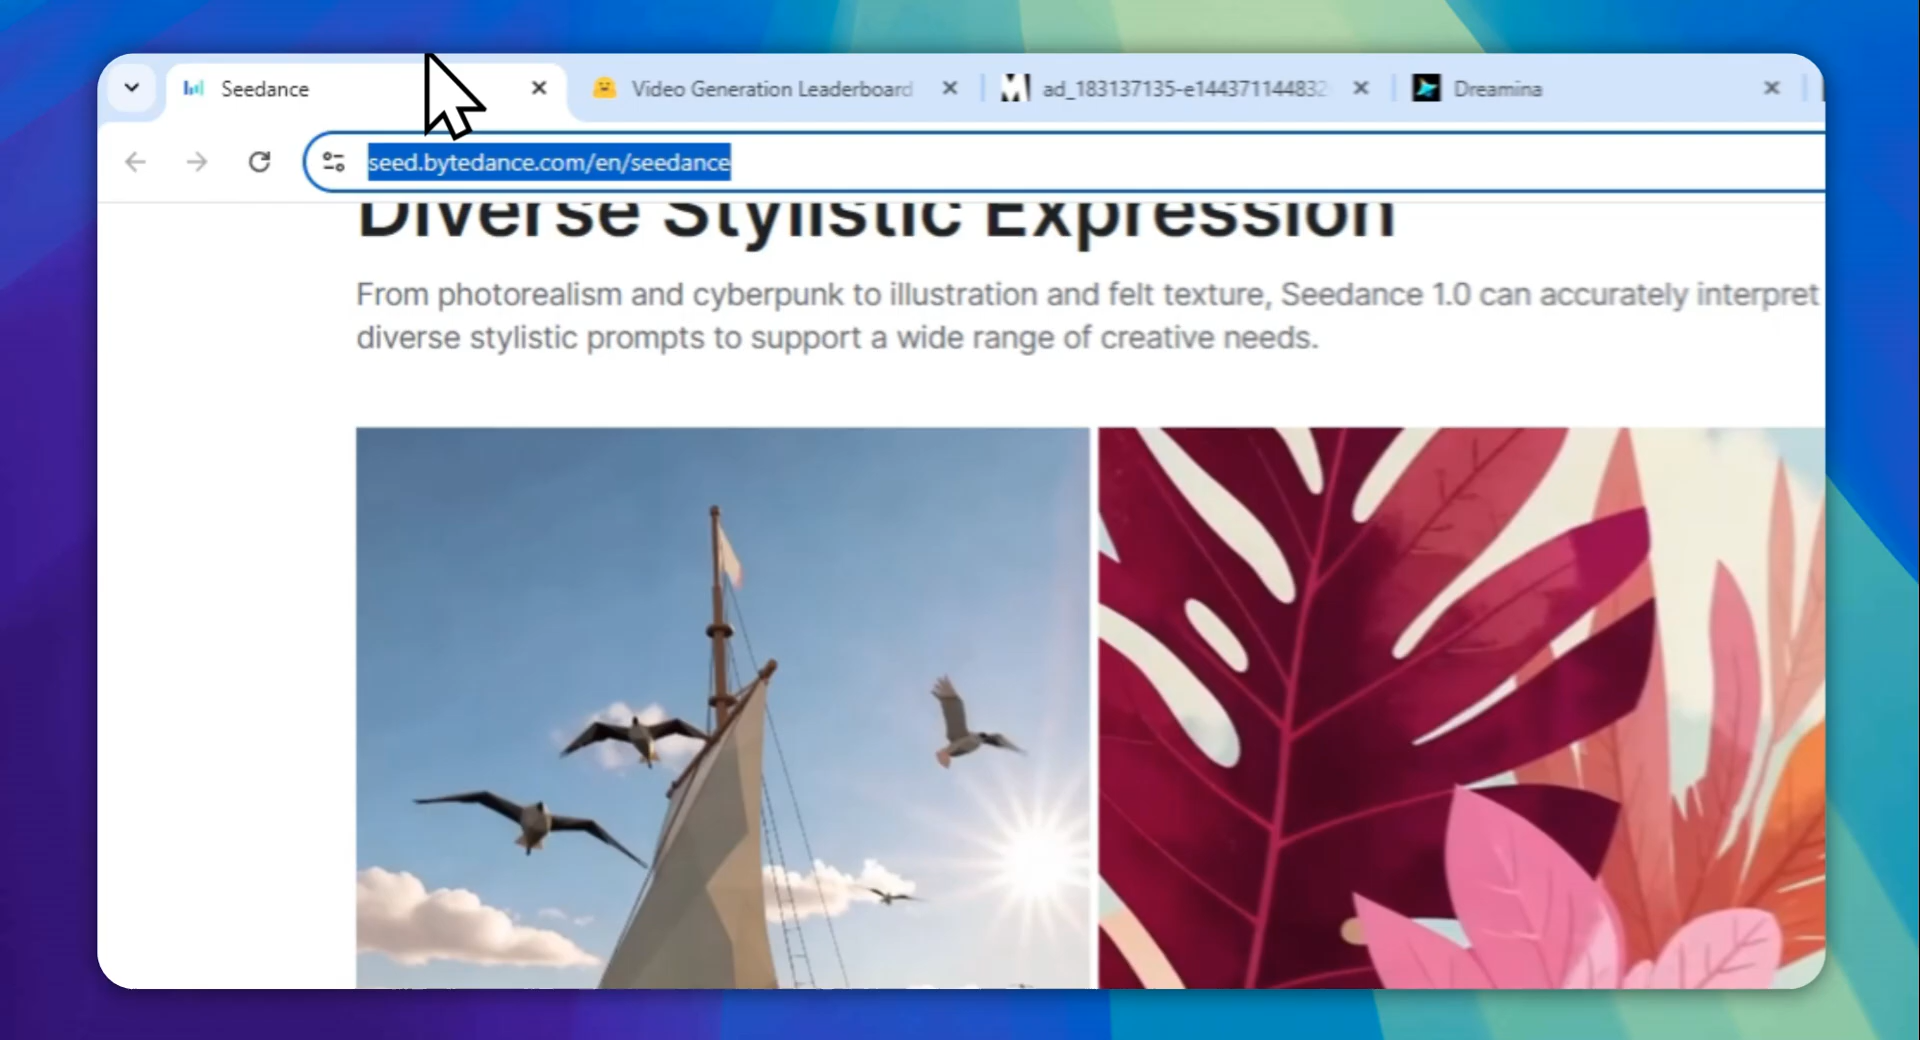 Seedance
Video Generation Leaderboard
ad_183137135-e144371144832
Dreamina
seed.bytedance.com/en/seedance
Diverse Stylistic Expression
From photorealism and cyberpunk to illustration and felt texture, Seedance 1.0 can accurately interpret
diverse stylistic prompts to support a wide range of creative needs.